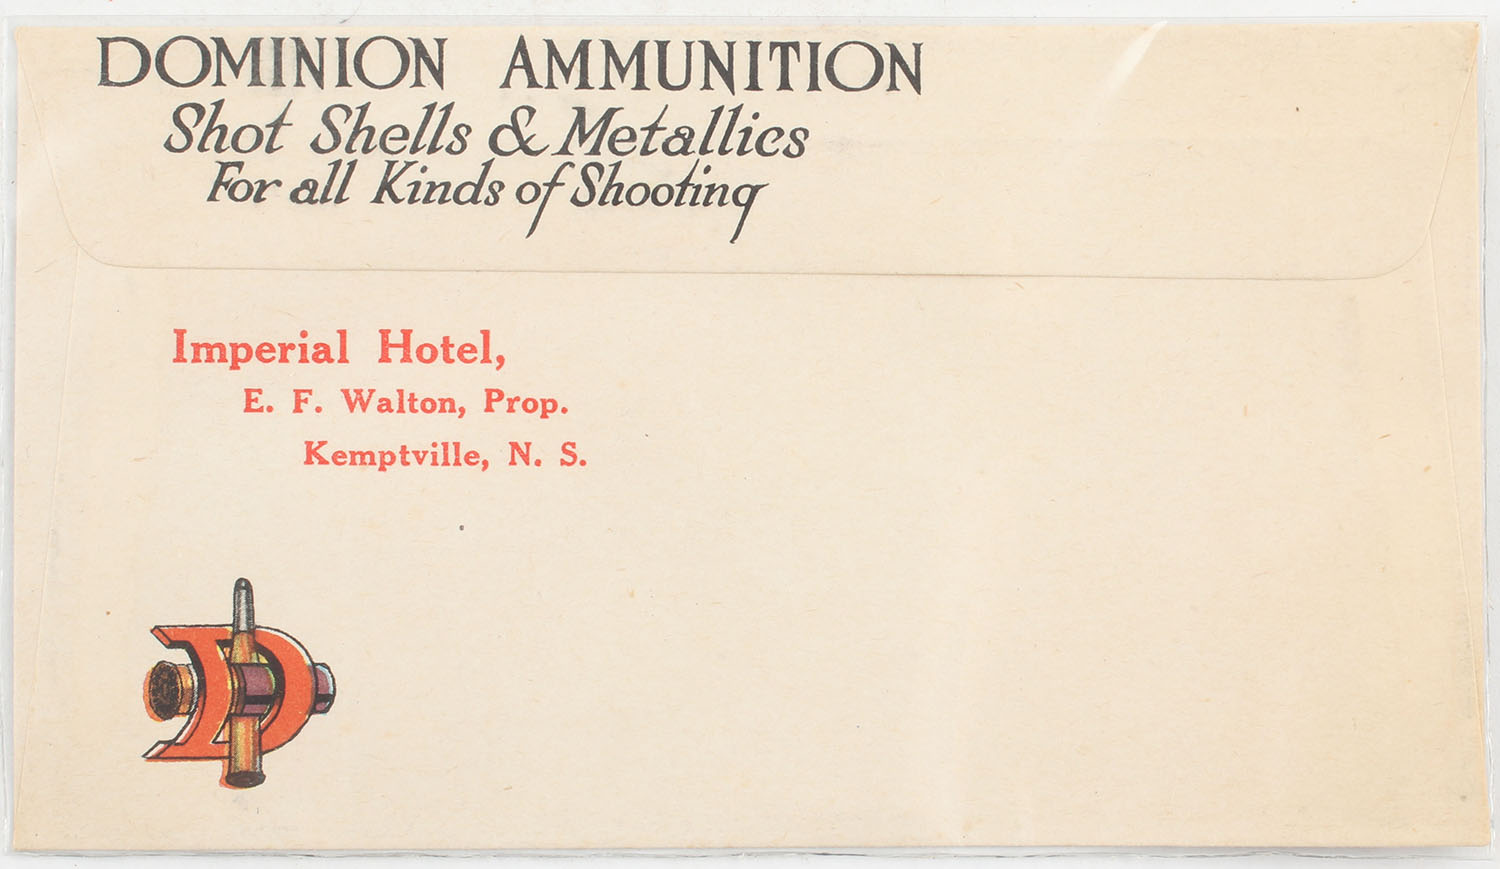 DOMINION AMMUNITION
Shot Shells & Metallics
For all Kinds of Shooting
Imperial Hotel,
E. F. Walton, Prop.
Kemptville, N. S.
D